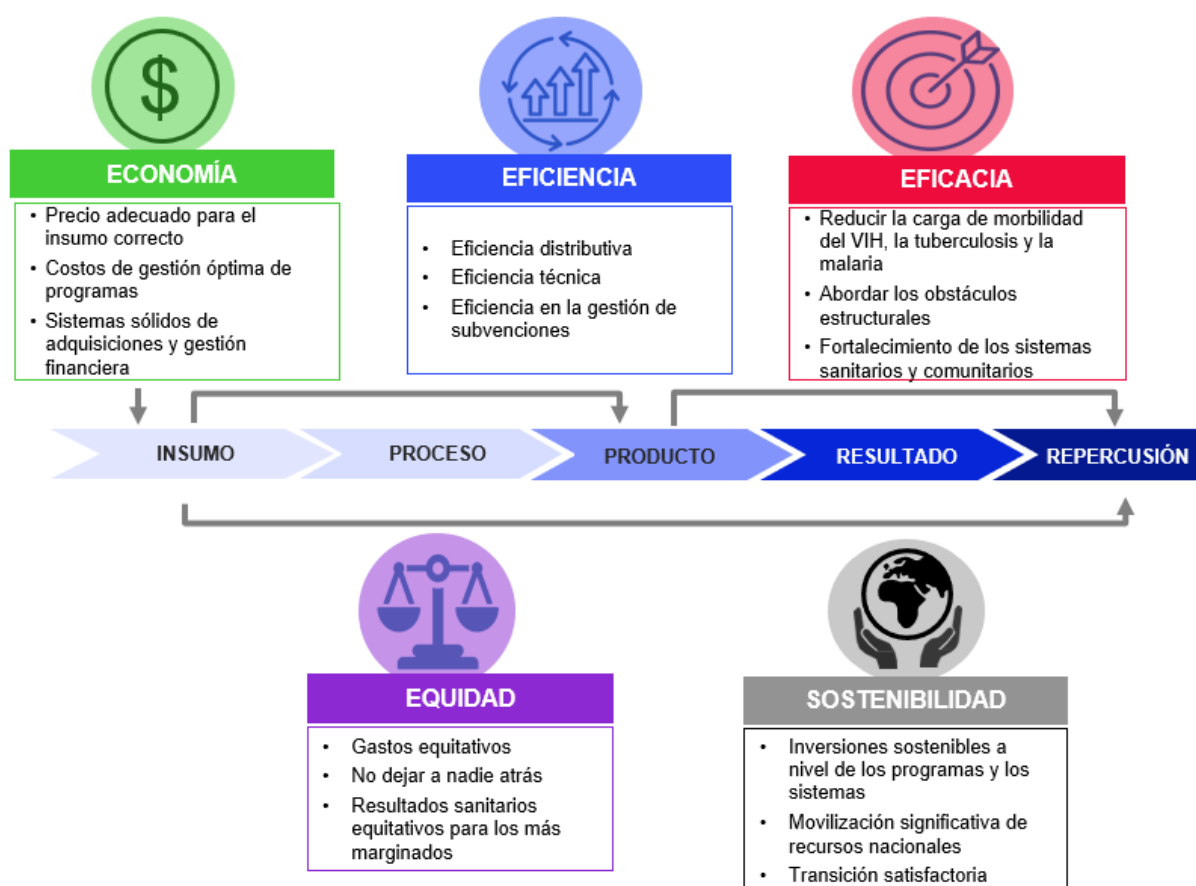 $
ECONOMÍA
• Precio adecuado para el
insumo correcto
• Costos de gestión óptima de
programas
• Sistemas sólidos de
adquisiciones y gestión
financiera
EFICIENCIA
• Eficiencia distributiva
• Eficiencia técnica
• Eficiencia en la gestión de
subvenciones
EFICACIA
• Reducir la carga de morbilidad
del VIH, la tuberculosis y la
malaria
• Abordar los obstáculos
estructurales
• Fortalecimiento de los sistemas
sanitarios y comunitarios
INSUMO
PROCESO
PRODUCTO
RESULTADO
REPERCUSIÓN
EQUIDAD
• Gastos equitativos
• No dejar a nadie atrás
• Resultados sanitarios
equitativos para los más
marginados
SOSTENIBILIDAD
• Inversiones sostenibles a
nivel de los programas y los
sistemas
• Movilización significativa de
recursos nacionales
• Transición satisfactoria